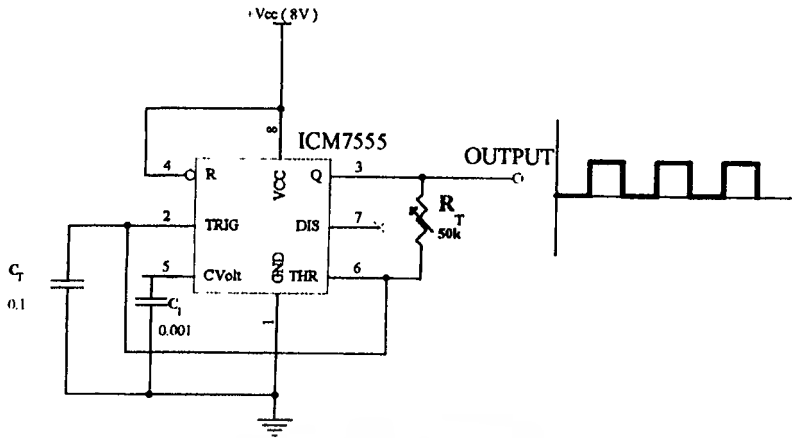 +Vcc (8V)
ICM7555
8
4
R
VCC
Q
3
OUTPUT
2
TRIG
DIS
7
R
T
50k
5
CVolt
GND
THR
6
C
T
0.1
C
1
0.001
1